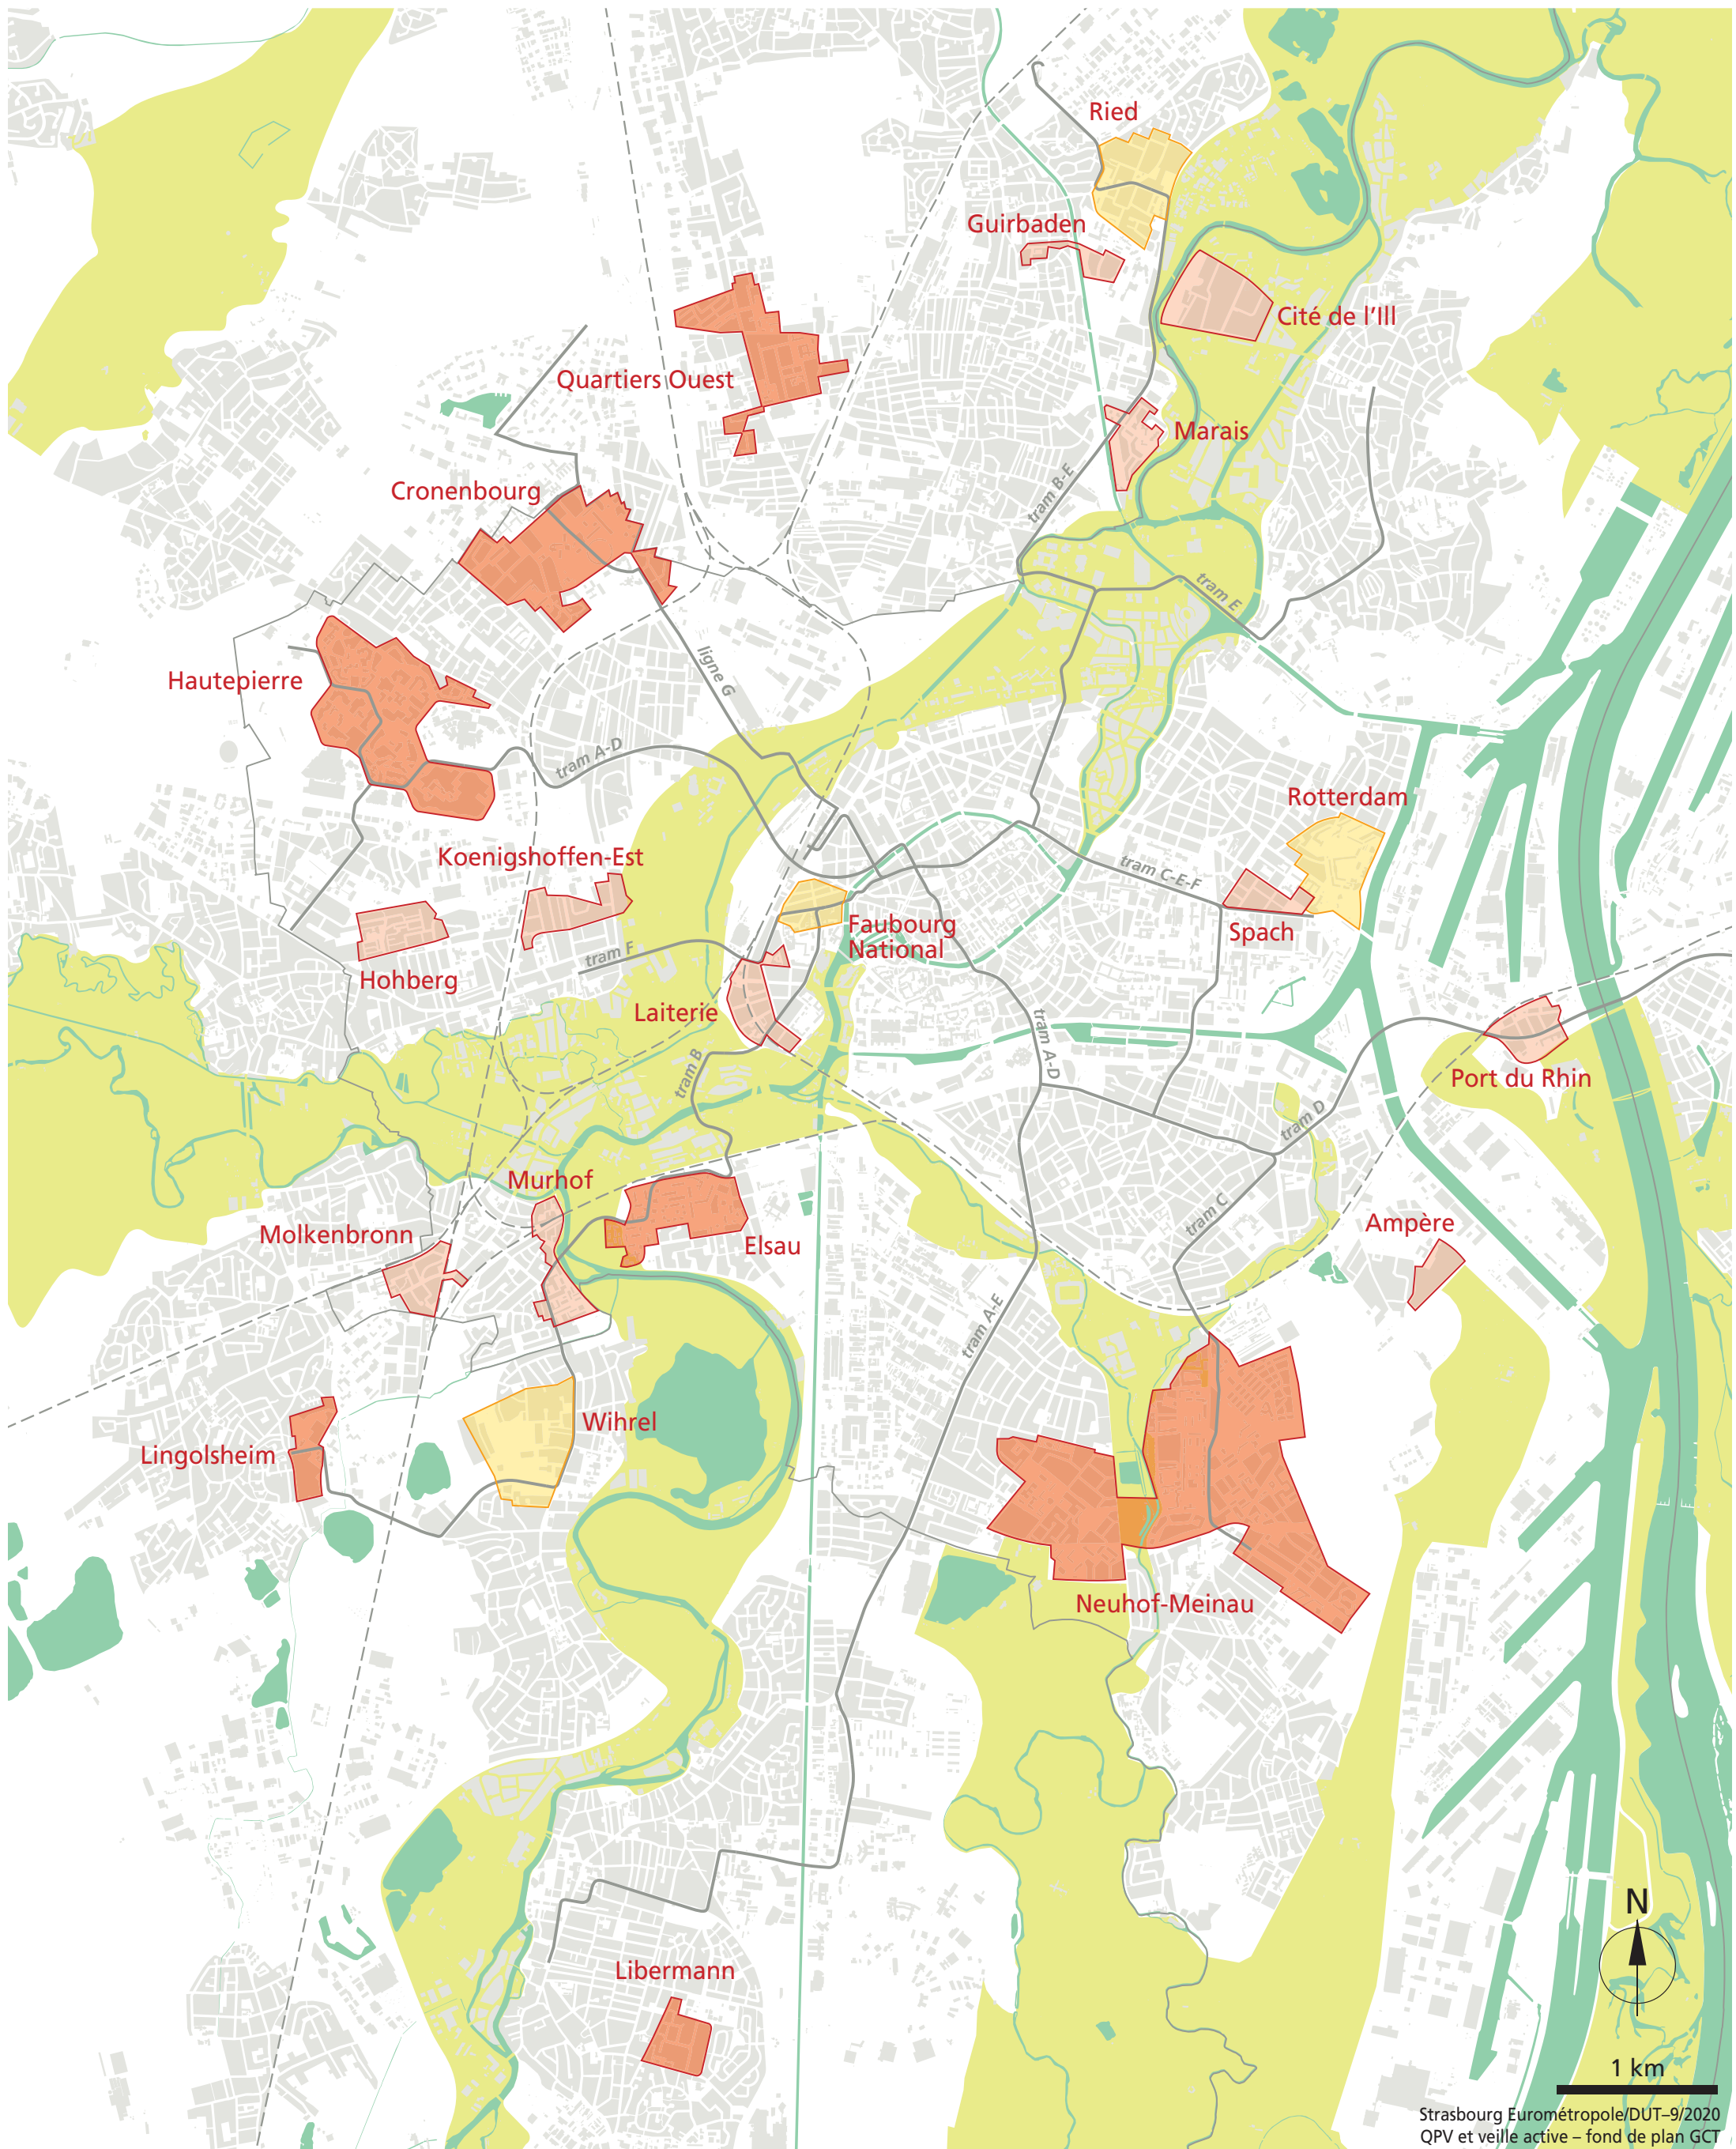 Ried
Guirbaden
Cité de l'Ill
Quartiers Ouest
Marais
Cronenbourg
tram B-E
tram E
ligne G
Hautepierre
tram A-D
Rotterdam
Koenigshoffen-Est
tram C-E-F
Faubourg
National
Spach
tram F
Hohberg
Laiterie
tram A-D
tram B
Port du Rhin
tram D
Murhof
Molkenbronn
tram C
Ampère
Elsau
tram A-E
Wihrel
Lingolsheim
Neuhof-Meinau
N
Libermann
1 km
Strasbourg Eurométropole/DUT–9/2020
QPV et veille active – fond de plan GCT